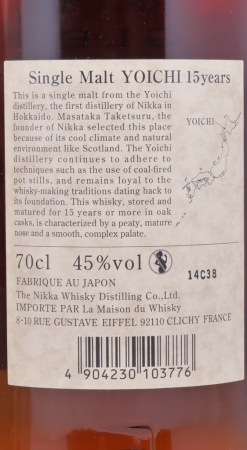 Single Malt YOICHI 15years
This is a single malt from the Yoichi
distillery, the first distillery of Nikka in
Hokkaido. Masataka Taketsuru, the
founder of Nikka selected this place
because of its cool climate and natural
environment like Scotland. The Yoichi
distillery continues to adhere to
techniques such as the use of coal-fired
pot stills, and remains loyal to the
whisky-making traditions dating back to
its foundation. This whisky, stored and
matured for 15 years or more in oak
casks, is characterized by a peaty, mature
nose and a smooth, complex palate.
YOICHI
70cl 45%vol
14C38
FABRIQUE AU JAPON
The Nikka Whisky Distilling Co.,Ltd.
IMPORTE PAR La Maison du Whisky
8-10 RUE GUSTAVE EIFFEL 92110 CLICHY FRANCE
4 904230 103776